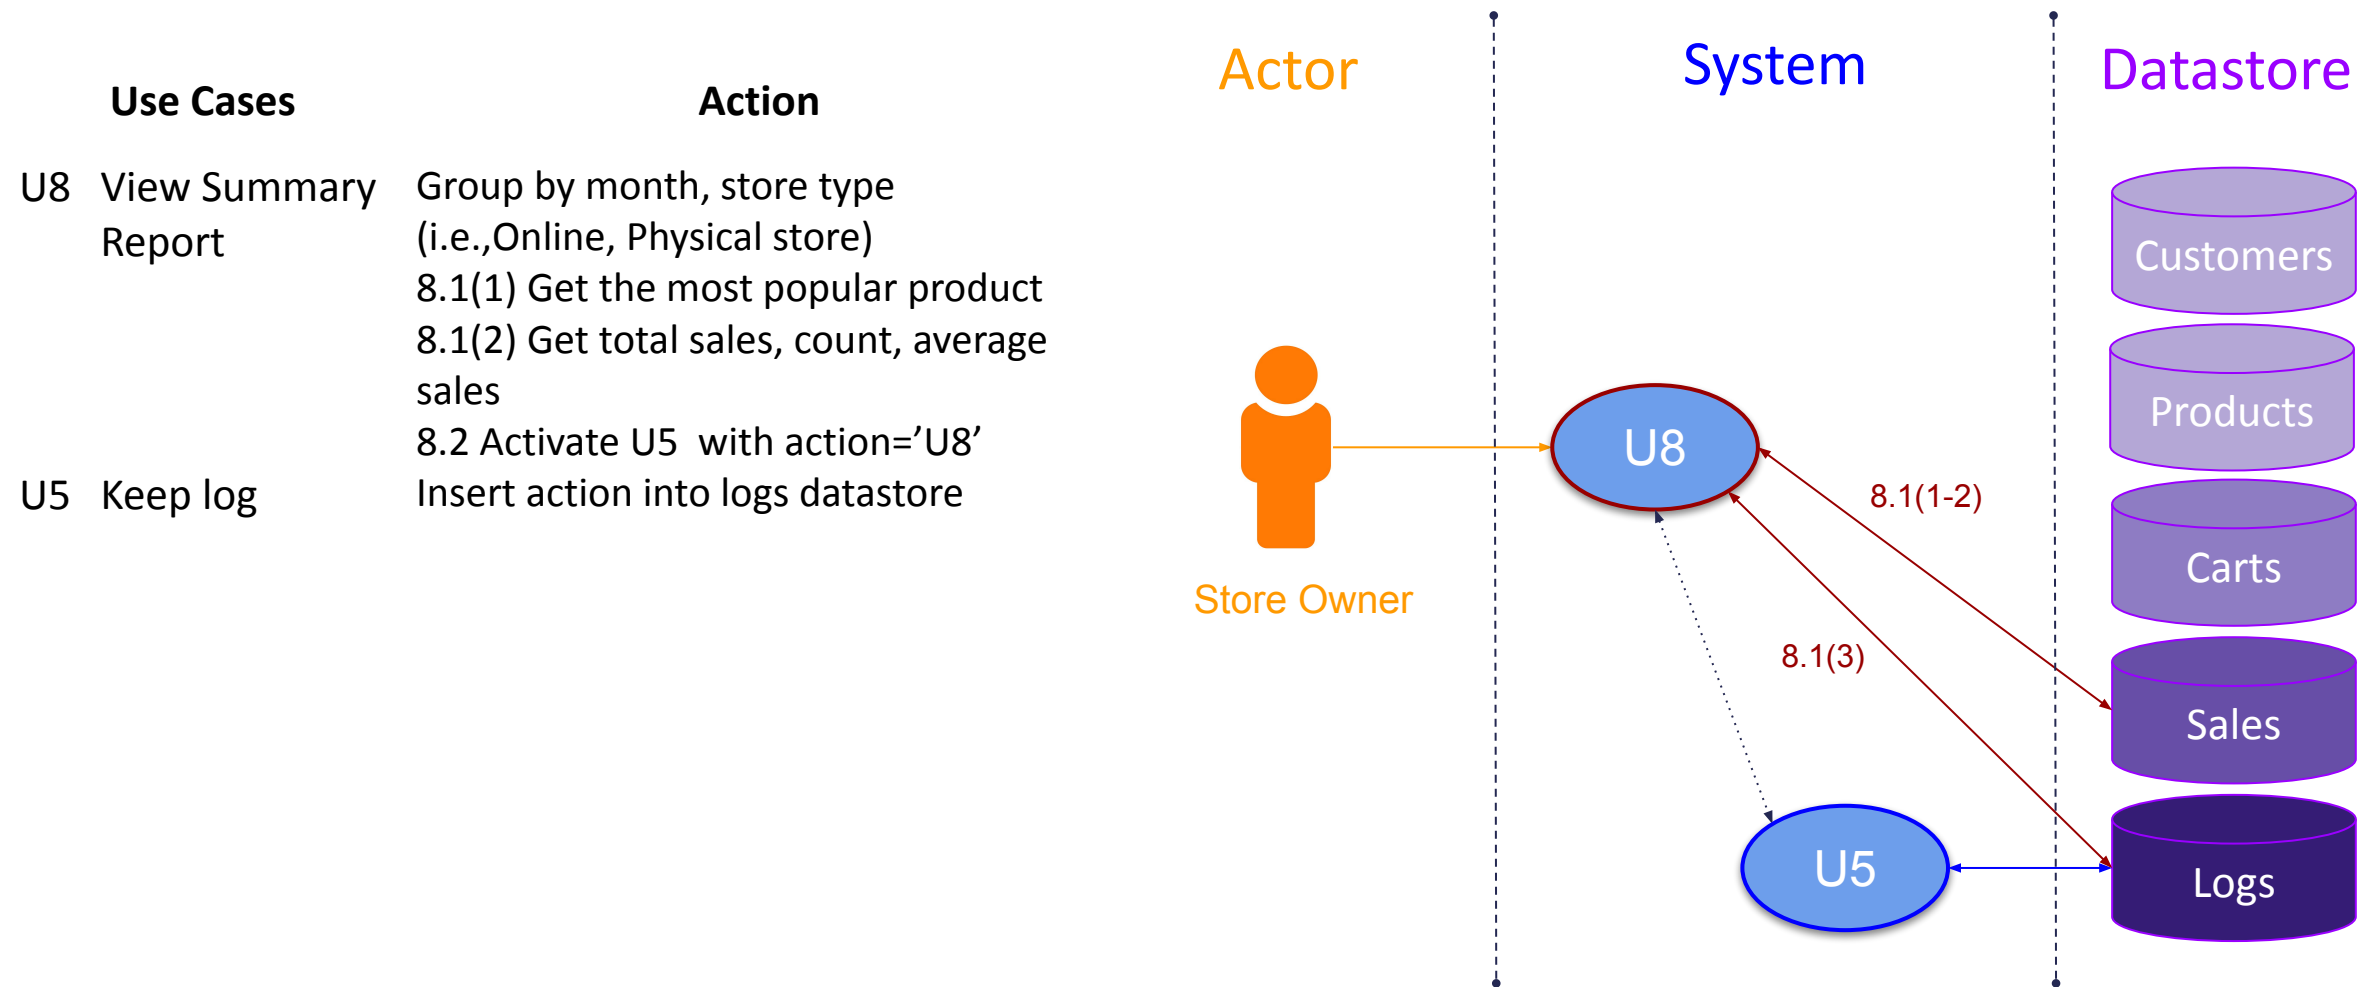 Use Cases Action
U8 View Summary Report
Group by month, store type
(i.e.,Online, Physical store)
8.1(1) Get the most popular product
8.1(2) Get total sales, count, average
sales
8.2 Activate U5  with action=’U8’
U5 Keep log Insert action into logs datastore
Actor
System
Datastore
Store Owner
U8
8.1(1-2)
8.1(3)
U5
Customers
Products
Carts
Sales
Logs